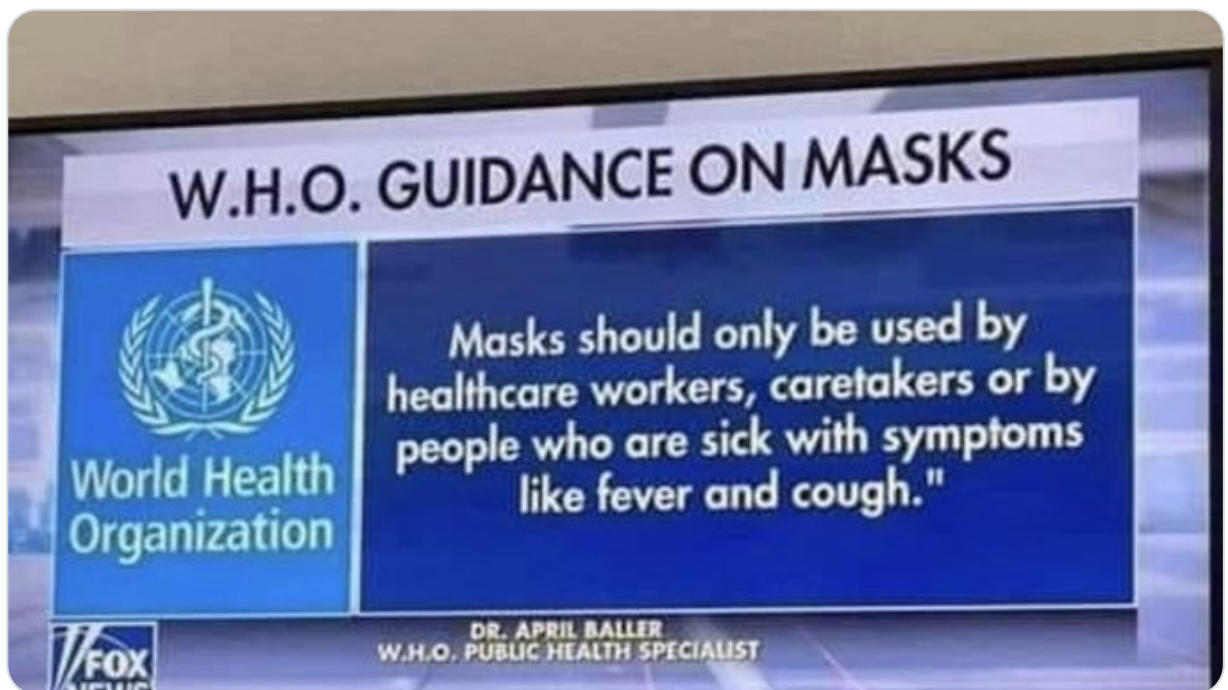 W.H.O. GUIDANCE ON MASKS
Masks should only be used by
healthcare workers, caretakers or by
people who are sick with symptoms
like fever and cough."
World Health
Organization
DR. APRIL BALLER
W.H.O. PUBLIC HEALTH SPECIALIST
FOX
NEWS